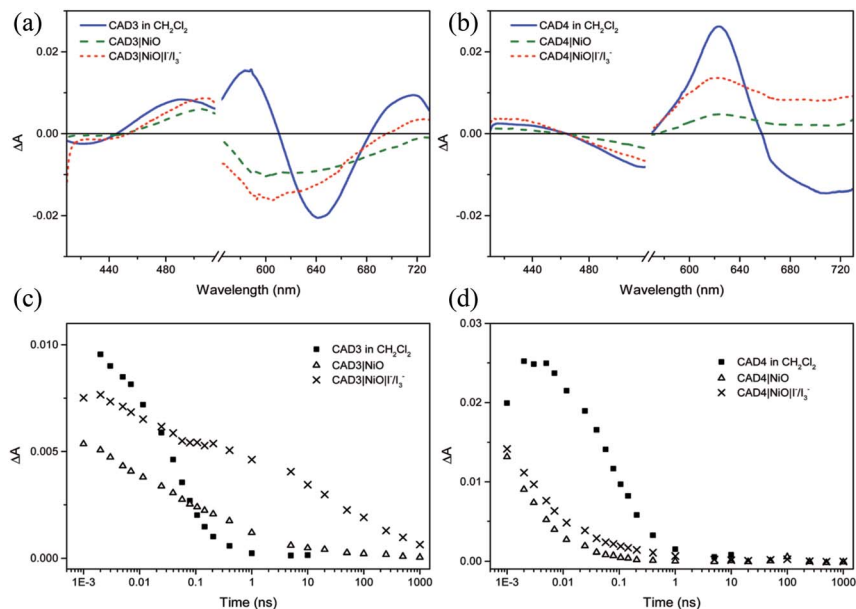 (a)
CAD3 in CH₂Cl₂
CAD3|NiO
CAD3|NiO|I⁻/I₃⁻
0.02
0.00
-0.02
ΔA
440 480 600 640 680 720
Wavelength (nm)
(b)
CAD4 in CH₂Cl₂
CAD4|NiO
CAD4|NiO|I⁻/I₃⁻
0.02
0.00
-0.02
ΔA
440 480 600 640 680 720
Wavelength (nm)
(c)
CAD3 in CH₂Cl₂
CAD3|NiO
CAD3|NiO|I⁻/I₃⁻
0.010
0.005
0.000
ΔA
1E-3 0.01 0.1 1 10 100 1000
Time (ns)
(d)
CAD4 in CH₂Cl₂
CAD4|NiO
CAD4|NiO|I⁻/I₃⁻
0.03
0.02
0.01
0.00
ΔA
1E-3 0.01 0.1 1 10 100 1000
Time (ns)